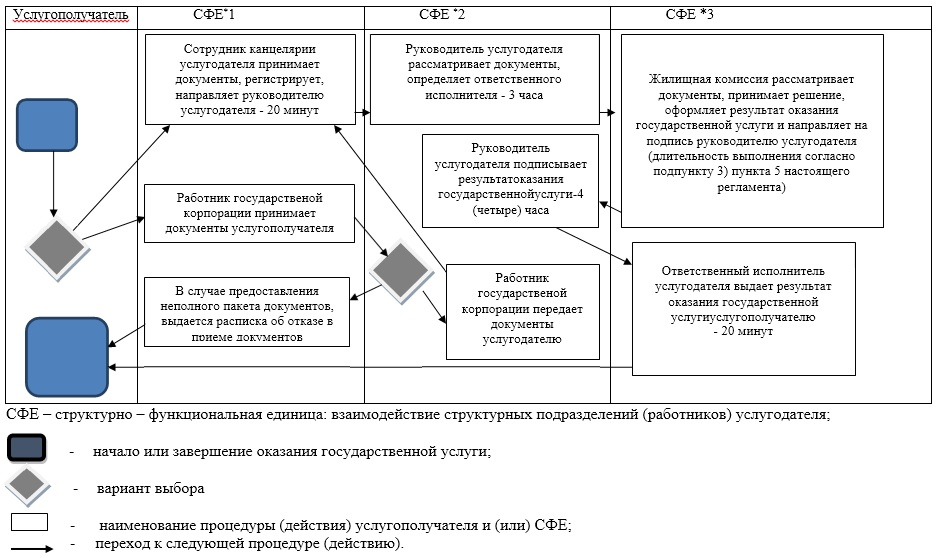 Услугополучатель
СФЕ*1
СФЕ *2
СФЕ *3
Сотрудник канцелярии
услугодателя принимает
документы, регистрирует,
направляет руководителю
услугодателя - 20 минут
Руководитель услугодателя
рассматривает документы,
определяет ответственного
исполнителя - 3 часа
Жилищная комиссия рассматривает
документы, принимает решение,
оформляет результат оказания
государственной услуги и направляет на
подпись руководителю услугодателя
(длительность выполнения согласно
подпункту 3) пункта 5 настоящего
регламента)
Руководитель
услугодателя подписывает
результатоказания
государственнойуслуги-4
(четыре) часа
Работник государственой
корпорации принимает
документы услугополучателя
В случае предоставления
неполного пакета документов,
выдается расписка об отказе в
приеме документов
Работник
государственой
корпорации передает
документы
услугодателю
Ответственный исполнитель
услугодателя выдает результат
оказания государственной
услугиуслугополучателю
- 20 минут
СФЕ – структурно – функциональная единица: взаимодействие структурных подразделений (работников) услугодателя;
- начало или завершение оказания государственной услуги;
- вариант выбора
- наименование процедуры (действия) услугополучателя и (или) СФЕ;
- переход к следующей процедуре (действию).